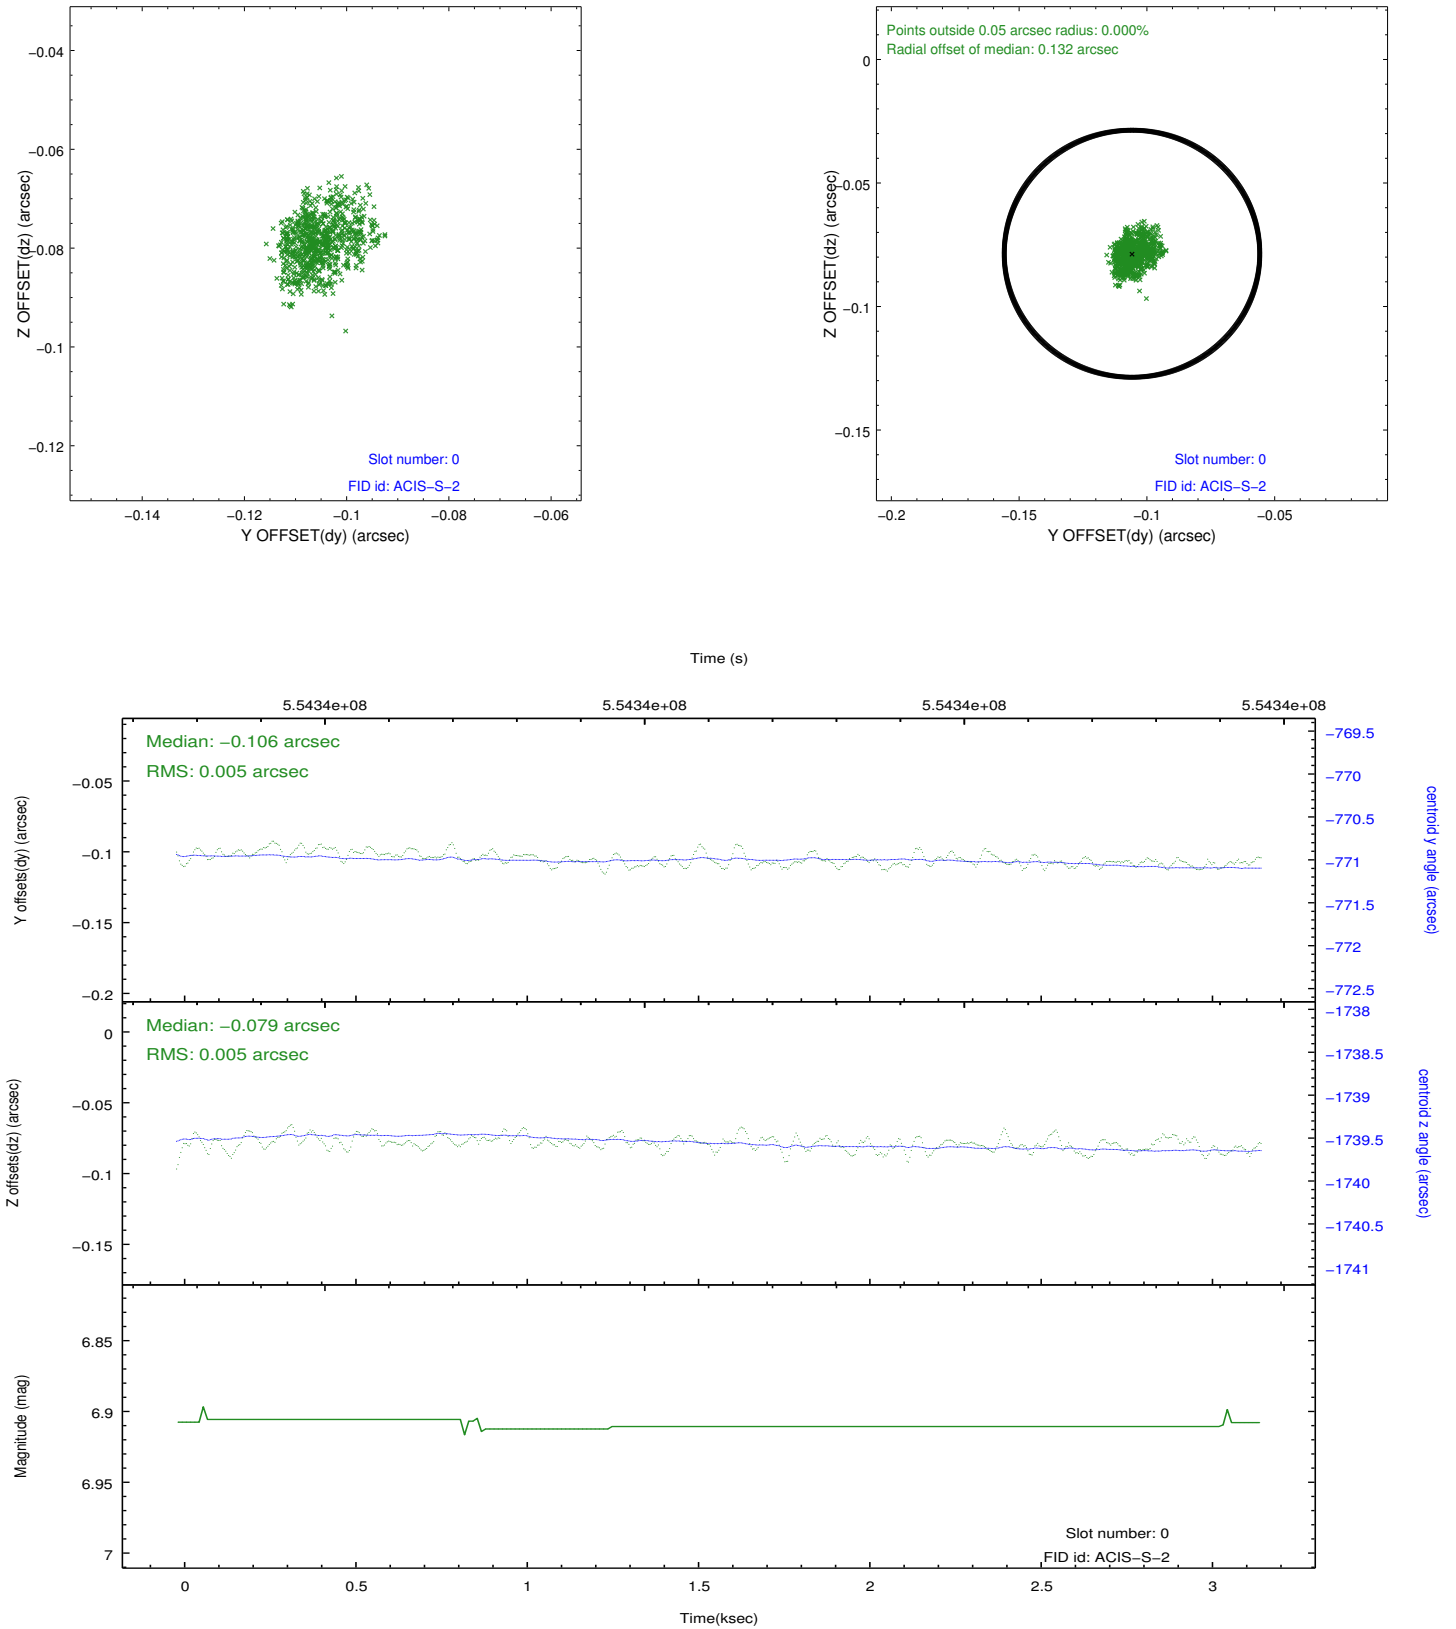 −0.04
−0.06
−0.08
−0.1
−0.12
Z OFFSET(dz) (arcsec)
Slot number: 0
FID id: ACIS−S−2
−0.14
−0.12
−0.1
−0.08
−0.06
Y OFFSET(dy) (arcsec)
Points outside 0.05 arcsec radius: 0.000%
Radial offset of median: 0.132 arcsec
0
−0.05
−0.1
−0.15
Z OFFSET(dz) (arcsec)
Slot number: 0
FID id: ACIS−S−2
−0.2
−0.15
−0.1
−0.05
Y OFFSET(dy) (arcsec)
Time (s)
5.5434e+08
5.5434e+08
5.5434e+08
5.5434e+08
Median: −0.106 arcsec
RMS: 0.005 arcsec
−0.05
−0.1
−0.15
−0.2
Y offsets(dy) (arcsec)
−769.5
−770
−770.5
−771
−771.5
−772
−772.5
centroid y angle (arcsec)
Median: −0.079 arcsec
RMS: 0.005 arcsec
0
−0.05
−0.1
−0.15
Z offsets(dz) (arcsec)
−1738
−1738.5
−1739
−1739.5
−1740
−1740.5
−1741
centroid z angle (arcsec)
6.85
6.9
6.95
7
Magnitude (mag)
Slot number: 0
FID id: ACIS−S−2
0
0.5
1
1.5
2
2.5
3
Time(ksec)